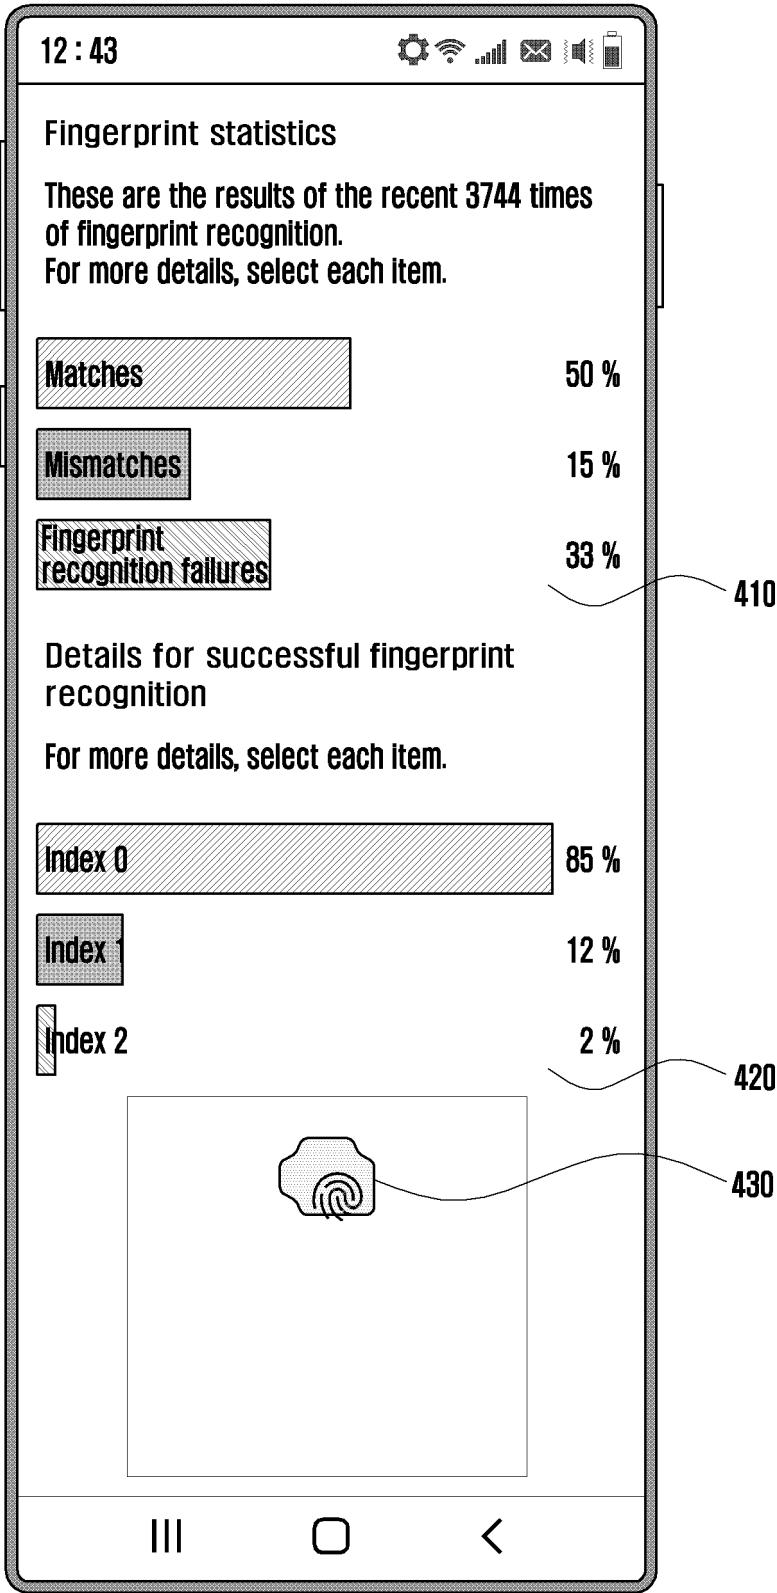 12 : 43
Fingerprint statistics
These are the results of the recent 3744 times
of fingerprint recognition.
For more details, select each item.
Matches 50 %
Mismatches 15 %
Fingerprint
recognition failures 33 %
410
Details for successful fingerprint
recognition
For more details, select each item.
Index 0 85 %
Index 1 12 %
Index 2 2 %
420
430